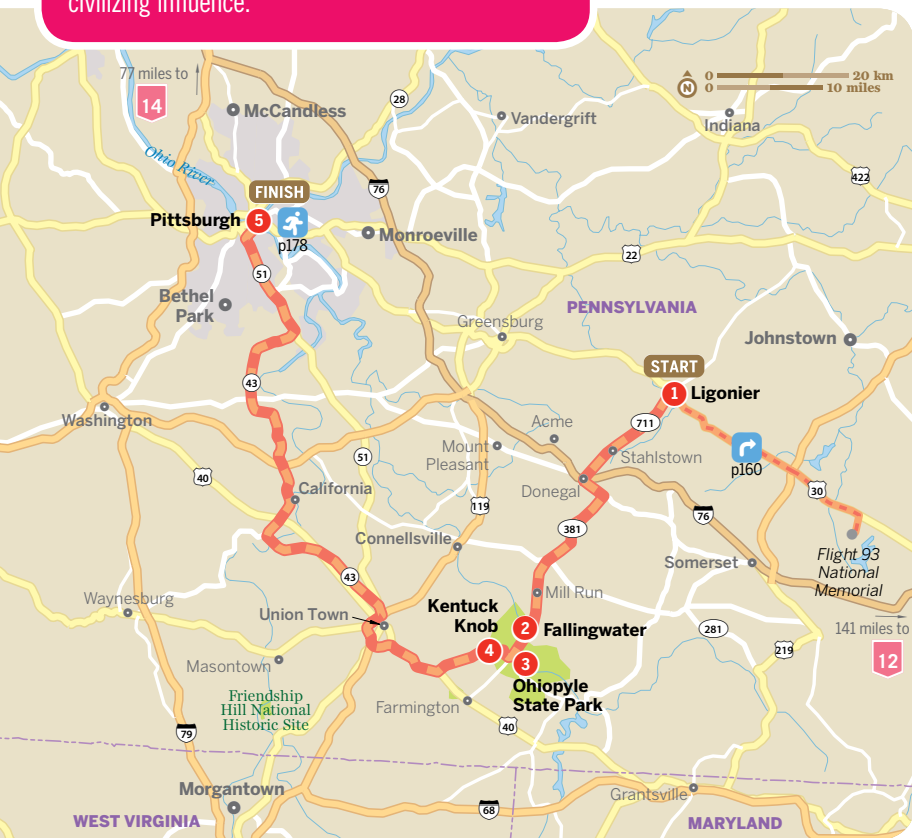 civilizing influence.
77 miles to
14
McCandless
28
Vandergrift
N
0 20 km
0 10 miles
Indiana
422
Ohio River
76
FINISH
Pittsburgh
5
p178
Monroeville
22
51
Bethel
Park
PENNSYLVANIA
Greensburg
Johnstown
START
1
Ligonier
43
Washington
711
Acme
Mount
Pleasant
Stahlstown
p160
51
40
California
Donegal
30
119
76
381
Connellsville
Somerset
Flight 93
National
Memorial
43
Mill Run
Waynesburg
Union Town
Kentuck
Knob
2
Fallingwater
281
141 miles to
12
4
3
219
Masontown
Ohiopyle
State Park
Friendship
Hill National
Historic Site
Farmington
40
79
Morgantown
Grantsville
68
WEST VIRGINIA
MARYLAND